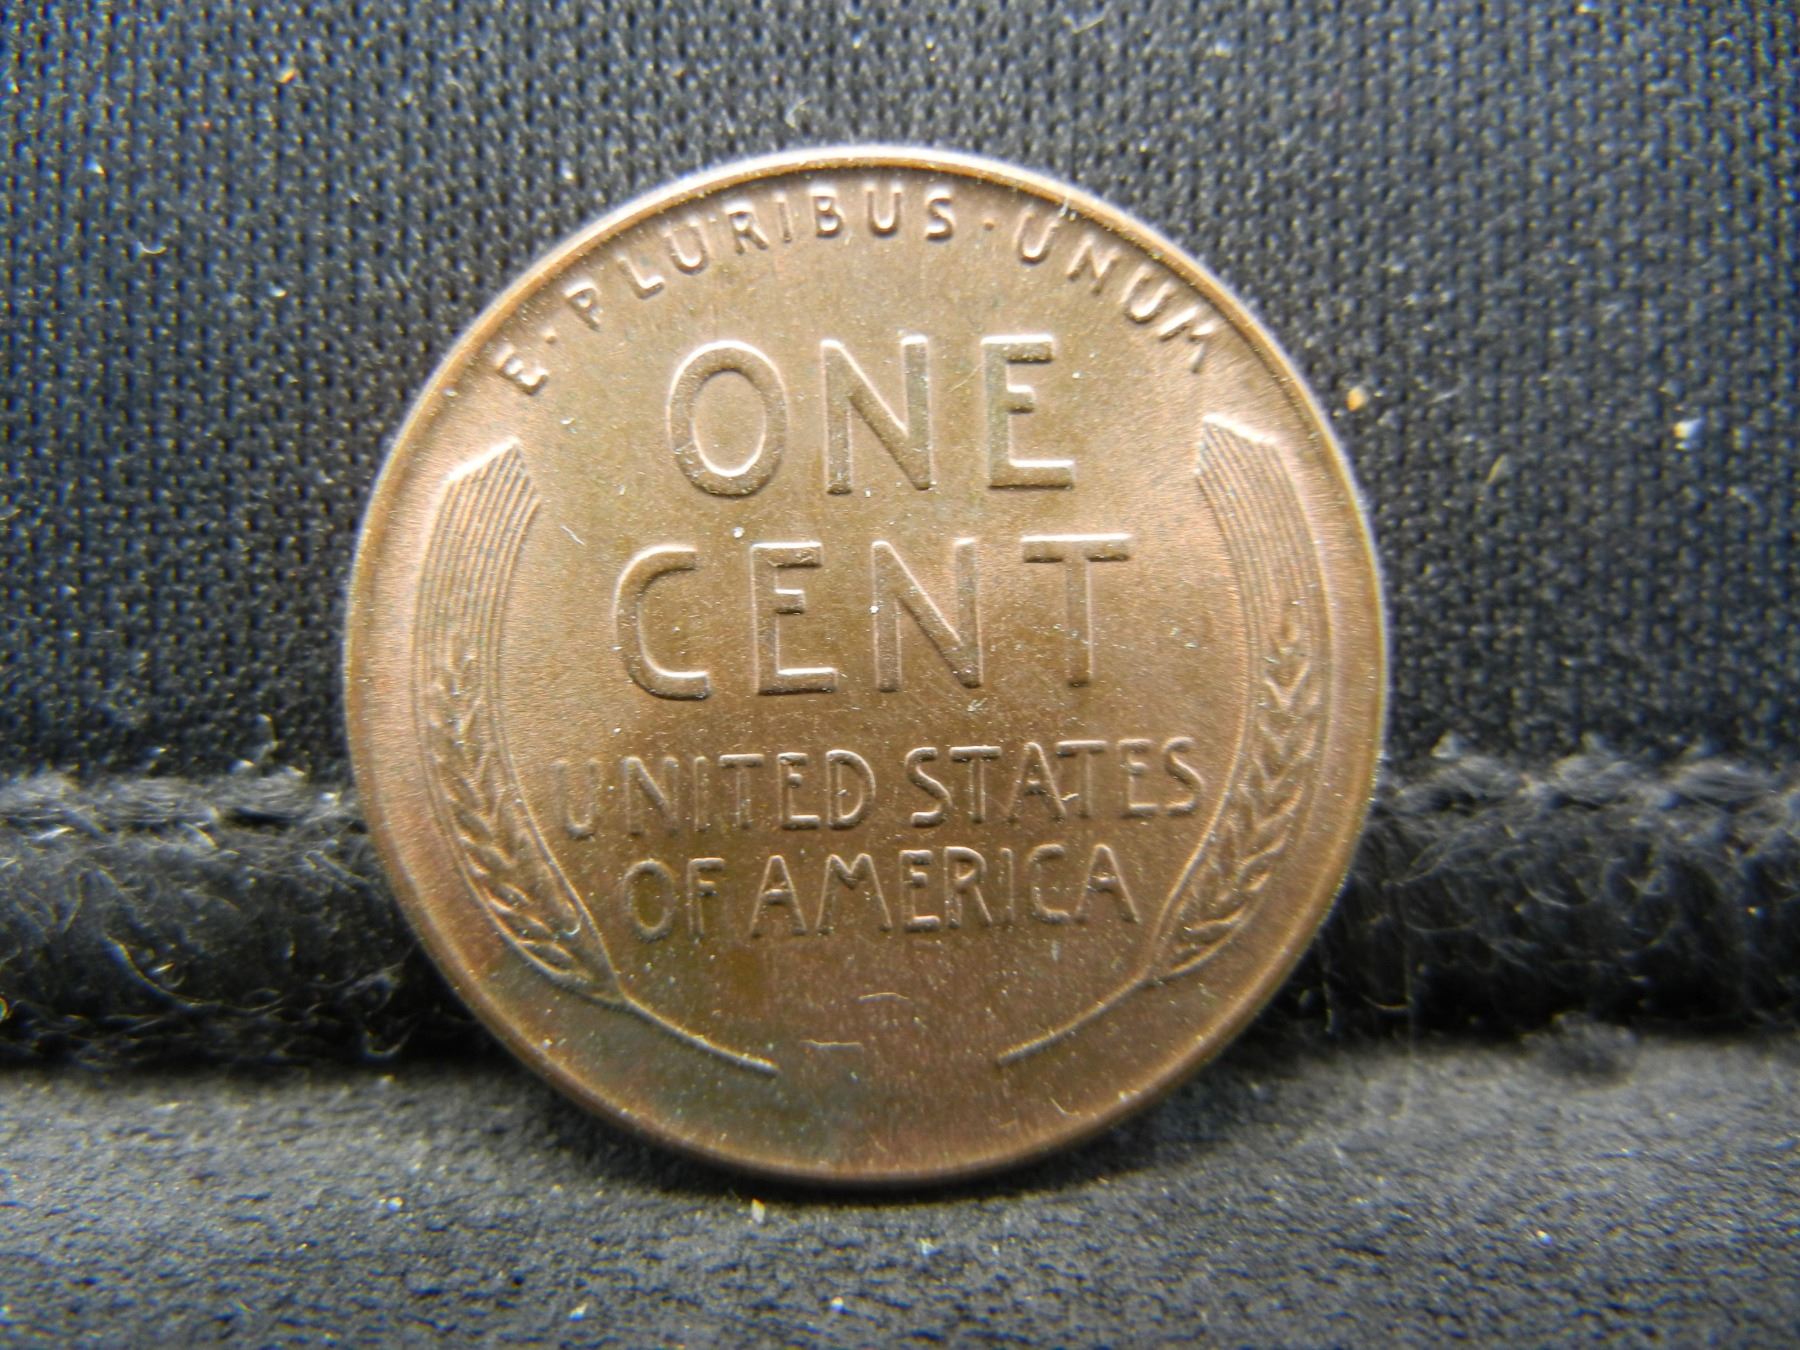 E · PLURIBUS · UNUM
ONE
CENT
UNITED STATES
OF AMERICA